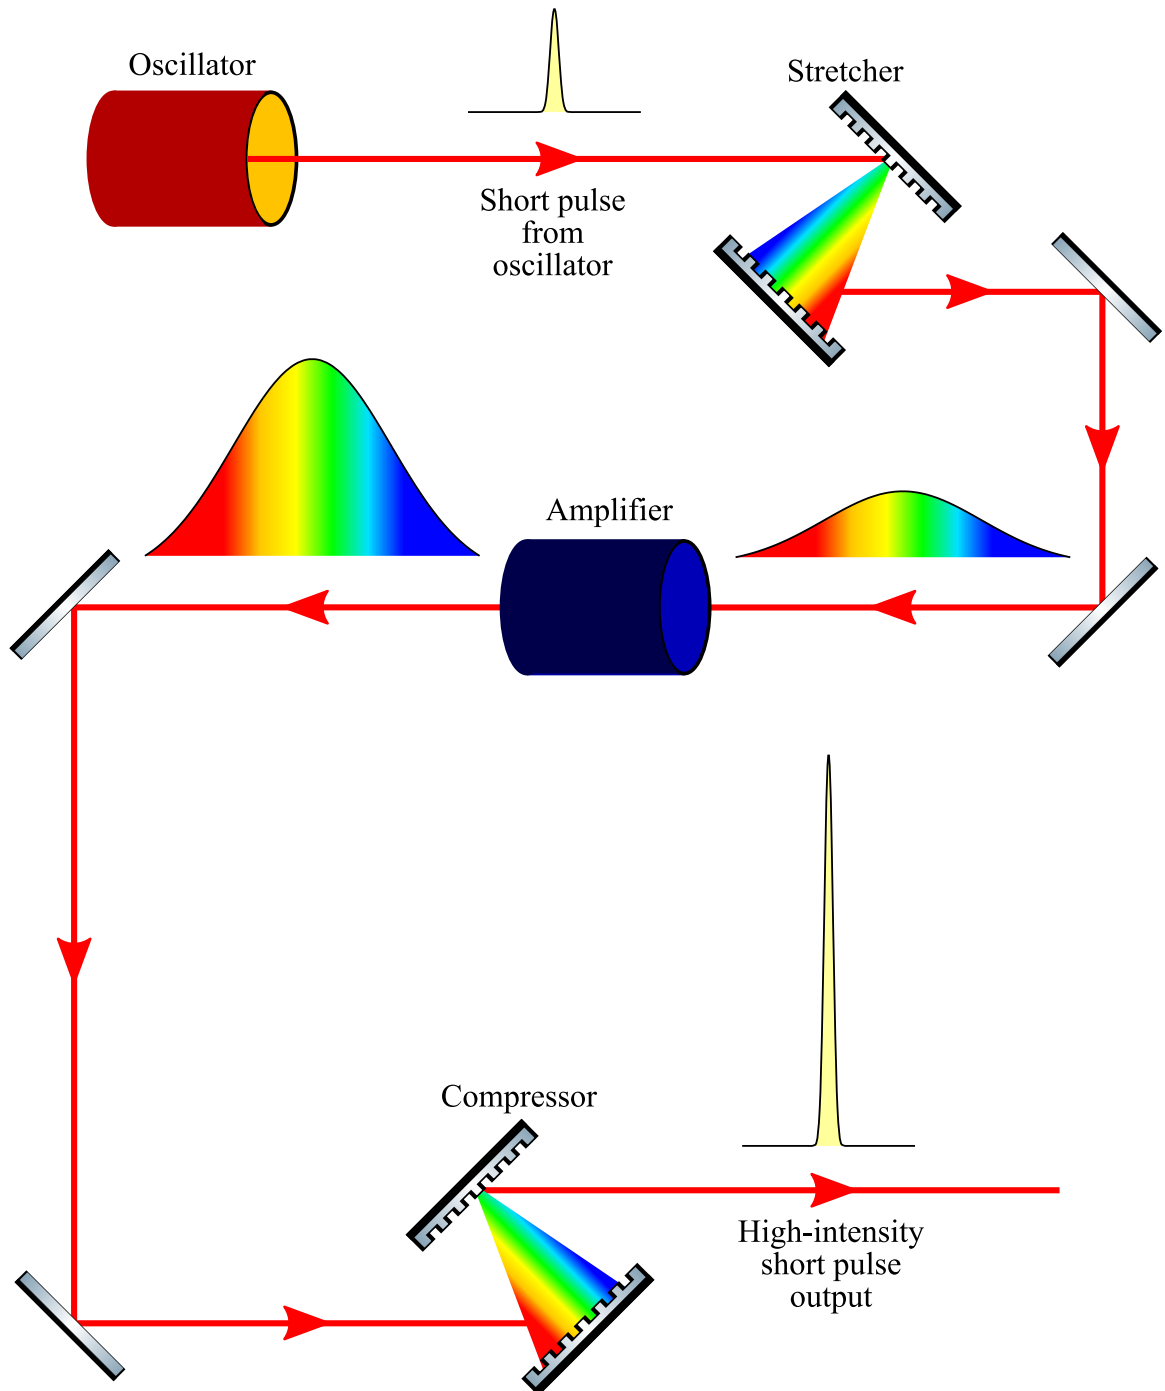 Oscillator
Stretcher
Short pulse
from
oscillator
Amplifier
Compressor
High-intensity
short pulse
output